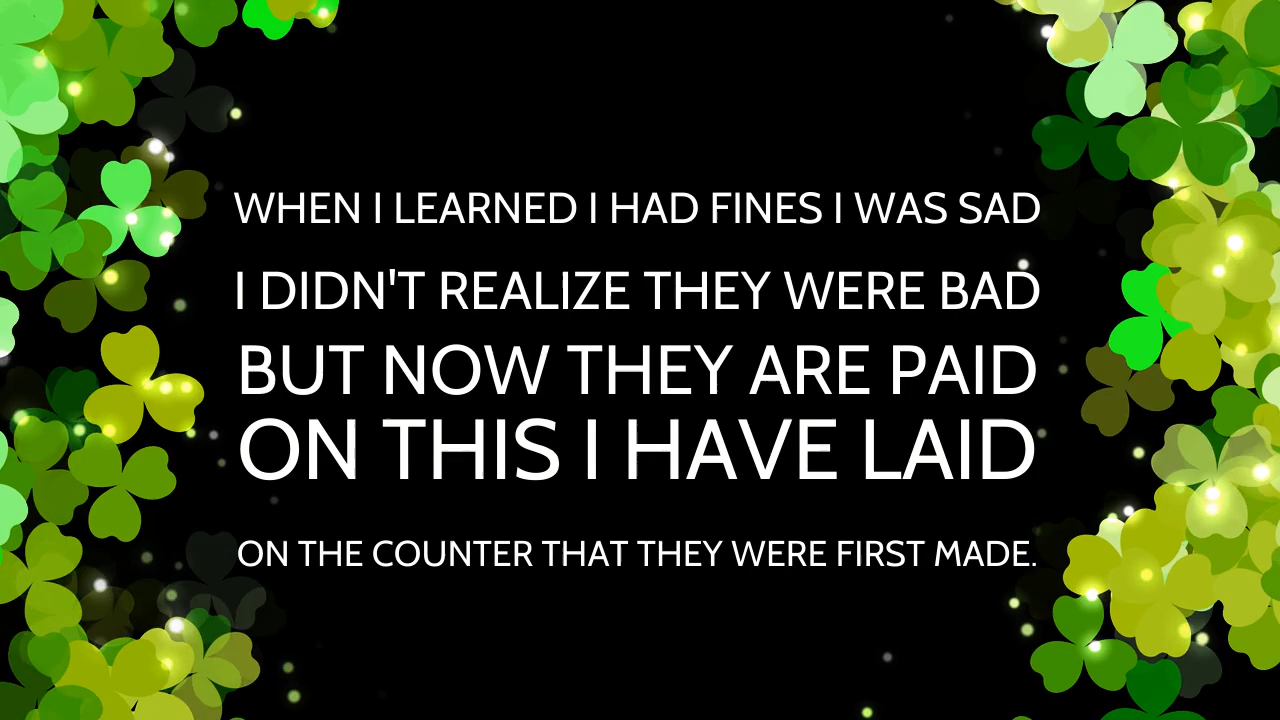 WHEN I LEARNED I HAD FINES I WAS SAD
I DIDN'T REALIZE THEY WERE BAD
BUT NOW THEY ARE PAID
ON THIS I HAVE LAID
ON THE COUNTER THAT THEY WERE FIRST MADE.